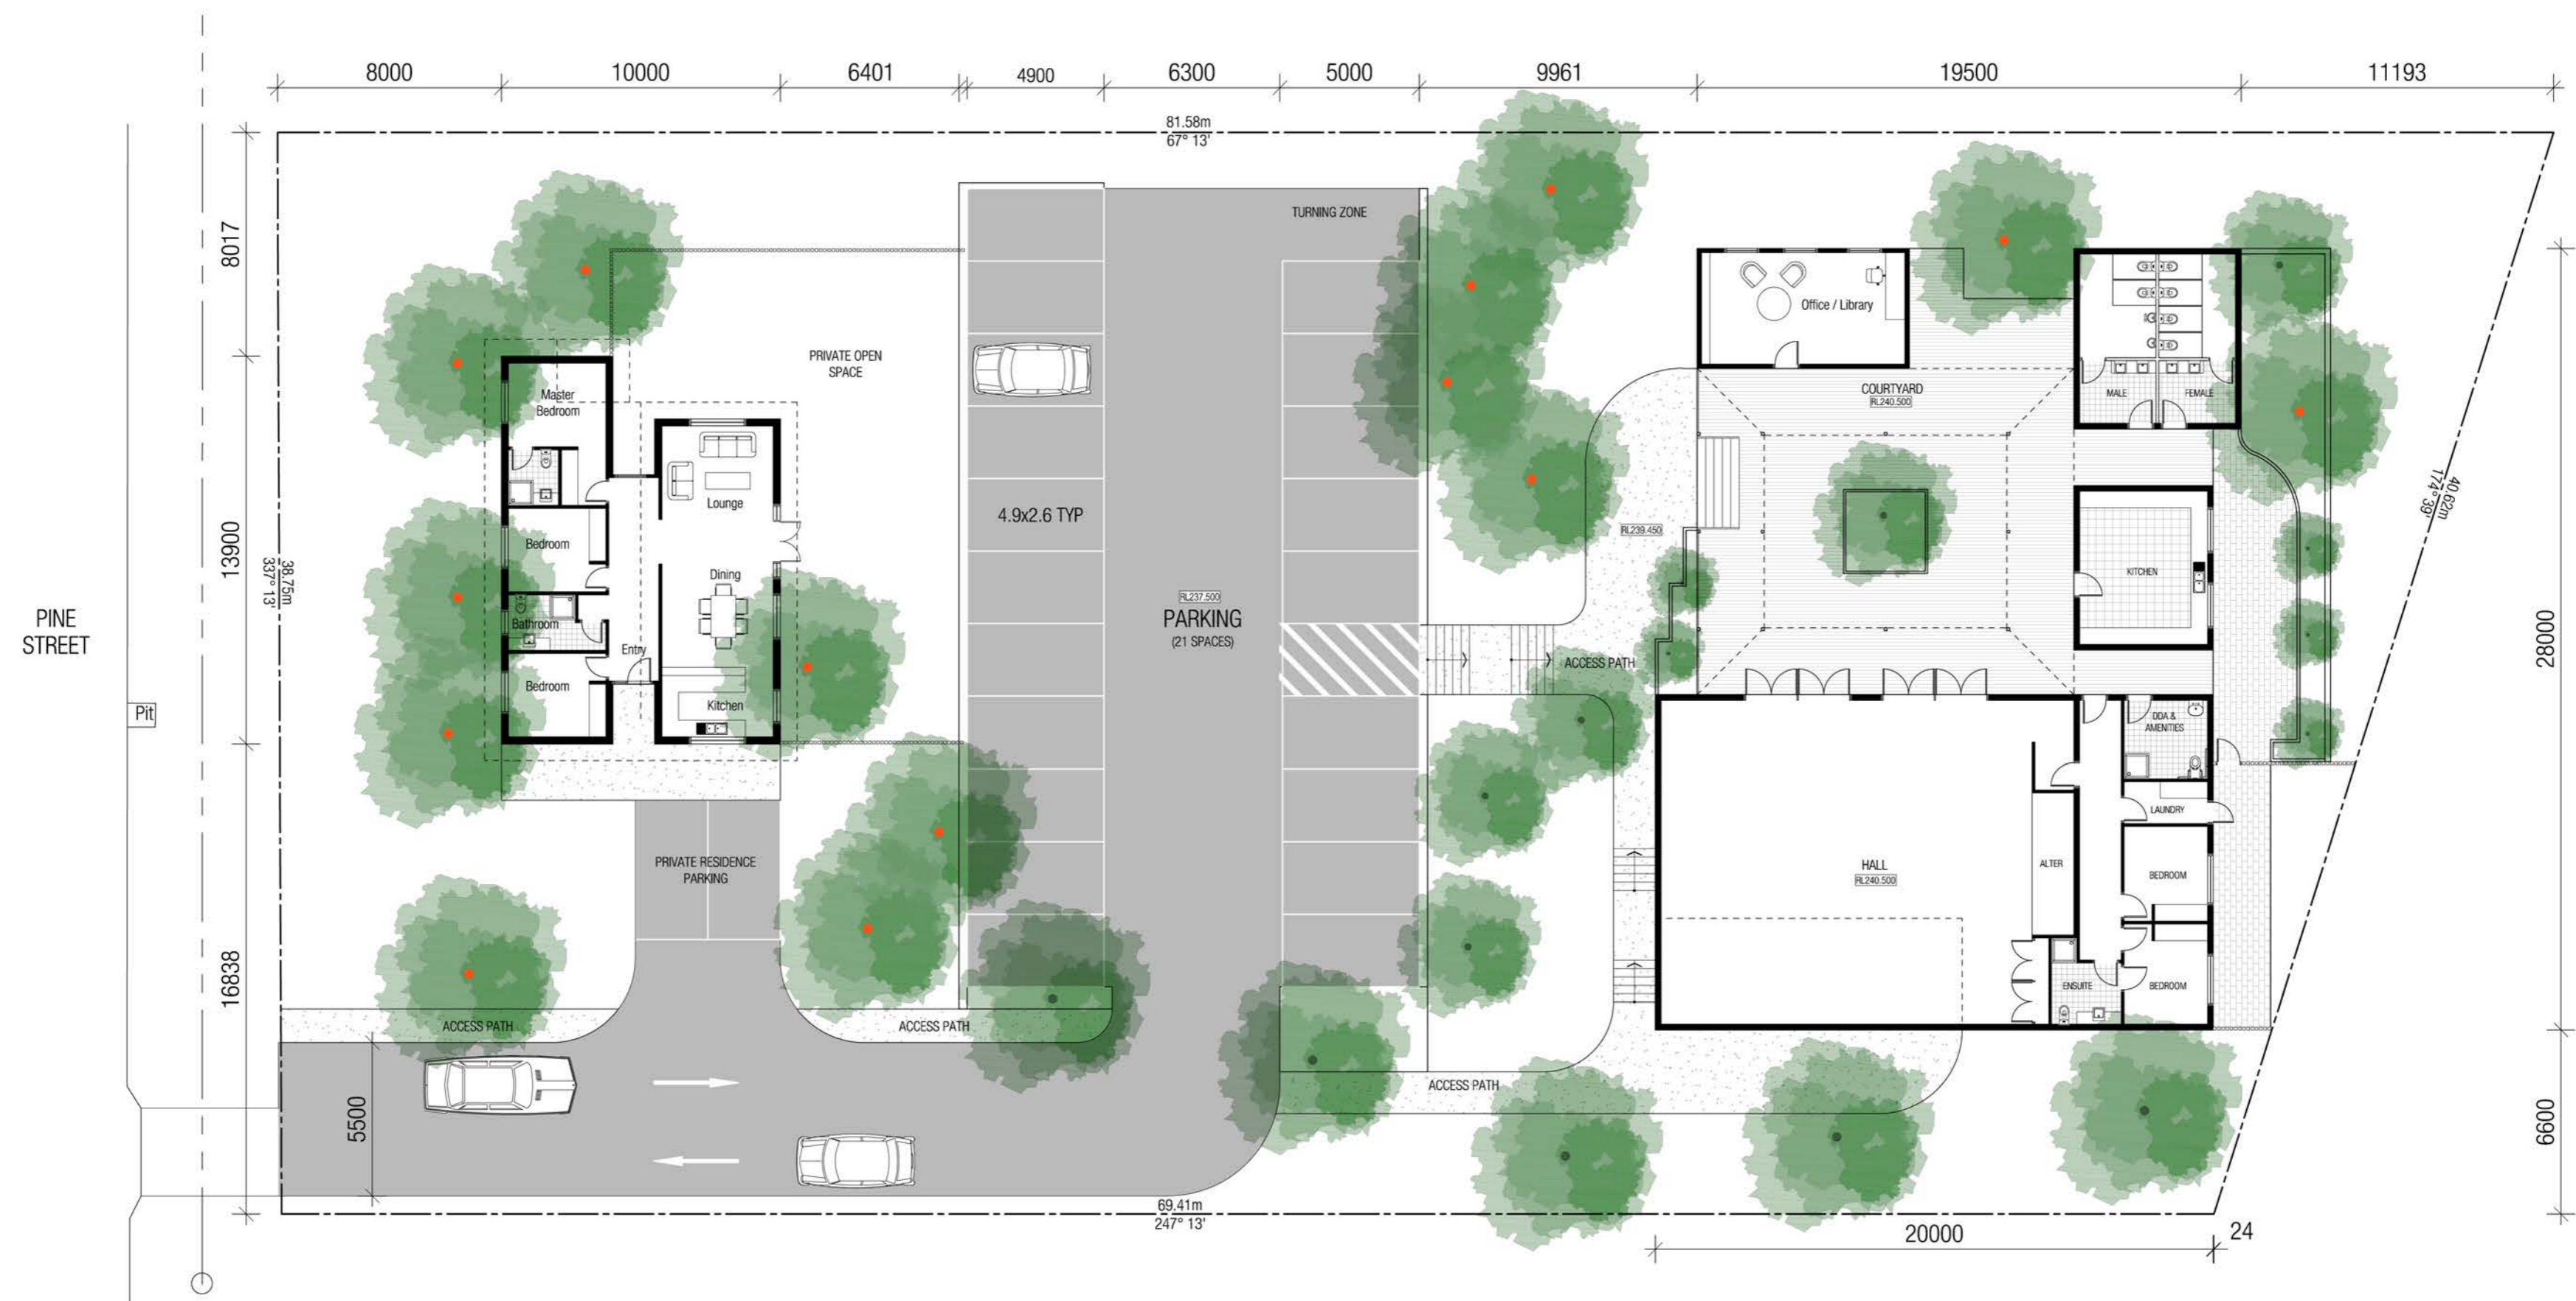 8000
10000
6401
4900
6300
5000
9961
19500
11193
81.58m
67° 13'
8017
13900
16838
38.75m
337° 13'
PINE
STREET
Pit
5500
TURNING ZONE
PRIVATE OPEN
SPACE
Master
Bedroom
Lounge
Bedroom
Dining
Bathroom
Entry
Bedroom
Kitchen
PRIVATE RESIDENCE
PARKING
ACCESS PATH
ACCESS PATH
4.9x2.6 TYP
RL237.500
PARKING
(21 SPACES)
Office / Library
COURTYARD
RL240.500
MALE
FEMALE
RL239.450
KITCHEN
ACCESS PATH
DDA &
AMENITIES
LAUNDRY
HALL
RL240.500
ALTER
BEDROOM
ENSUITE
BEDROOM
ACCESS PATH
40.62m
174° 39'
28000
6600
69.41m
247° 13'
20000
24